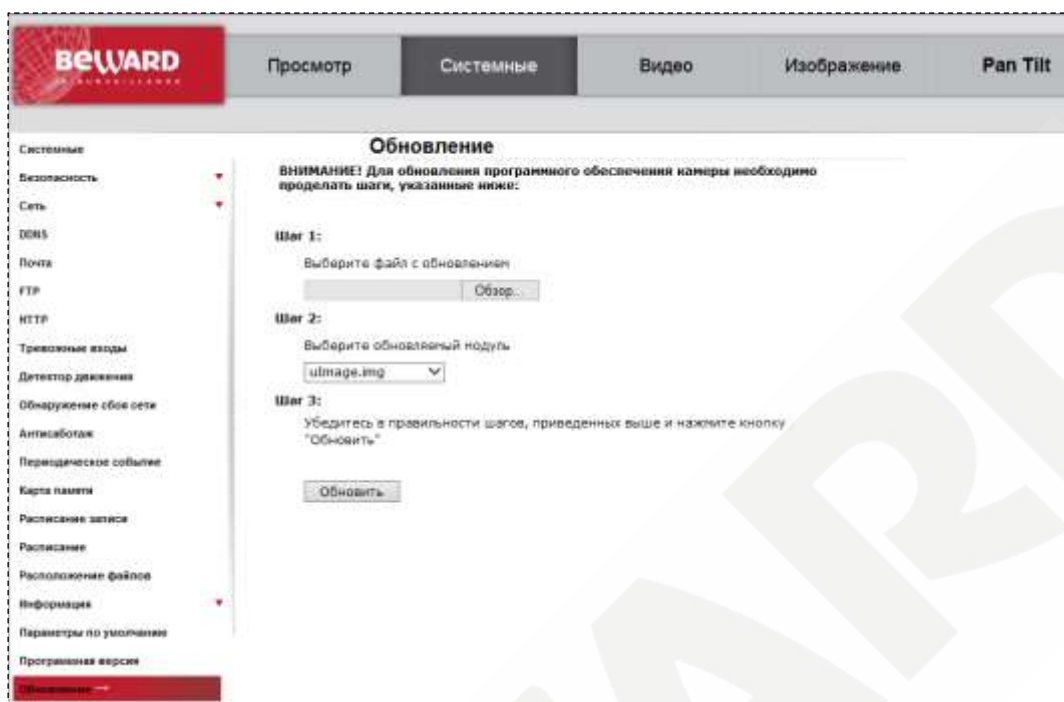 BEWARD
Просмотр
Системные
Видео
Изображение
Pan Tilt
Системные
Безопасность
Сеть
DDNS
Почта
FTP
HTTP
Тревожные входы
Детектор движения
Обнаружение сбоя сети
Антисаботаж
Периодическое событие
Карта памяти
Расписание записи
Расписание
Расположение файлов
Информация
Параметры по умолчанию
Программная версия
Обновление →
Обновление
ВНИМАНИЕ! Для обновления программного обеспечения камеры необходимо
проделать шаги, указанные ниже:
Шаг 1:
Выберите файл с обновлением
Обзор...
Шаг 2:
Выберите обновляемый модуль
uImage.img
Шаг 3:
Убедитесь в правильности шагов, приведенных выше и нажмите кнопку
"Обновить"
Обновить